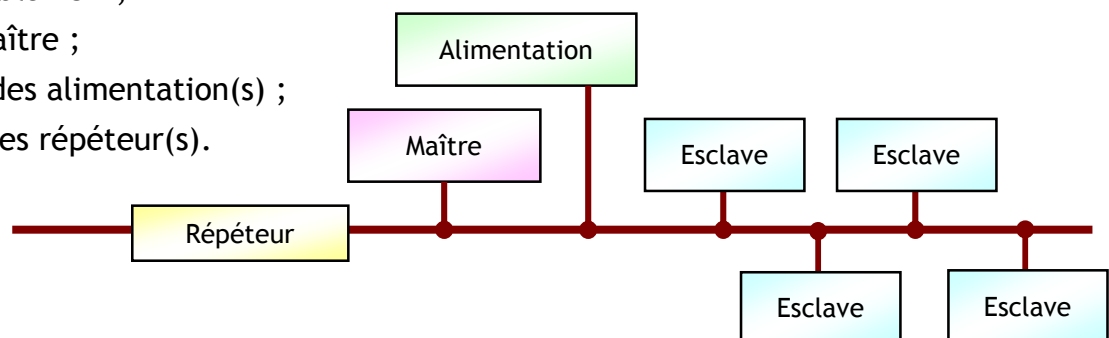 aître ;
Alimentation
des alimentation(s) ;
es répéteur(s).
Maître
Esclave
Esclave
Répéteur
Esclave
Esclave